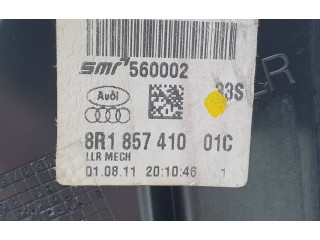 smr 560002
Audi
33S
8R1 857 410 01C
LLR MECH
01.08.11 20:10:46 1